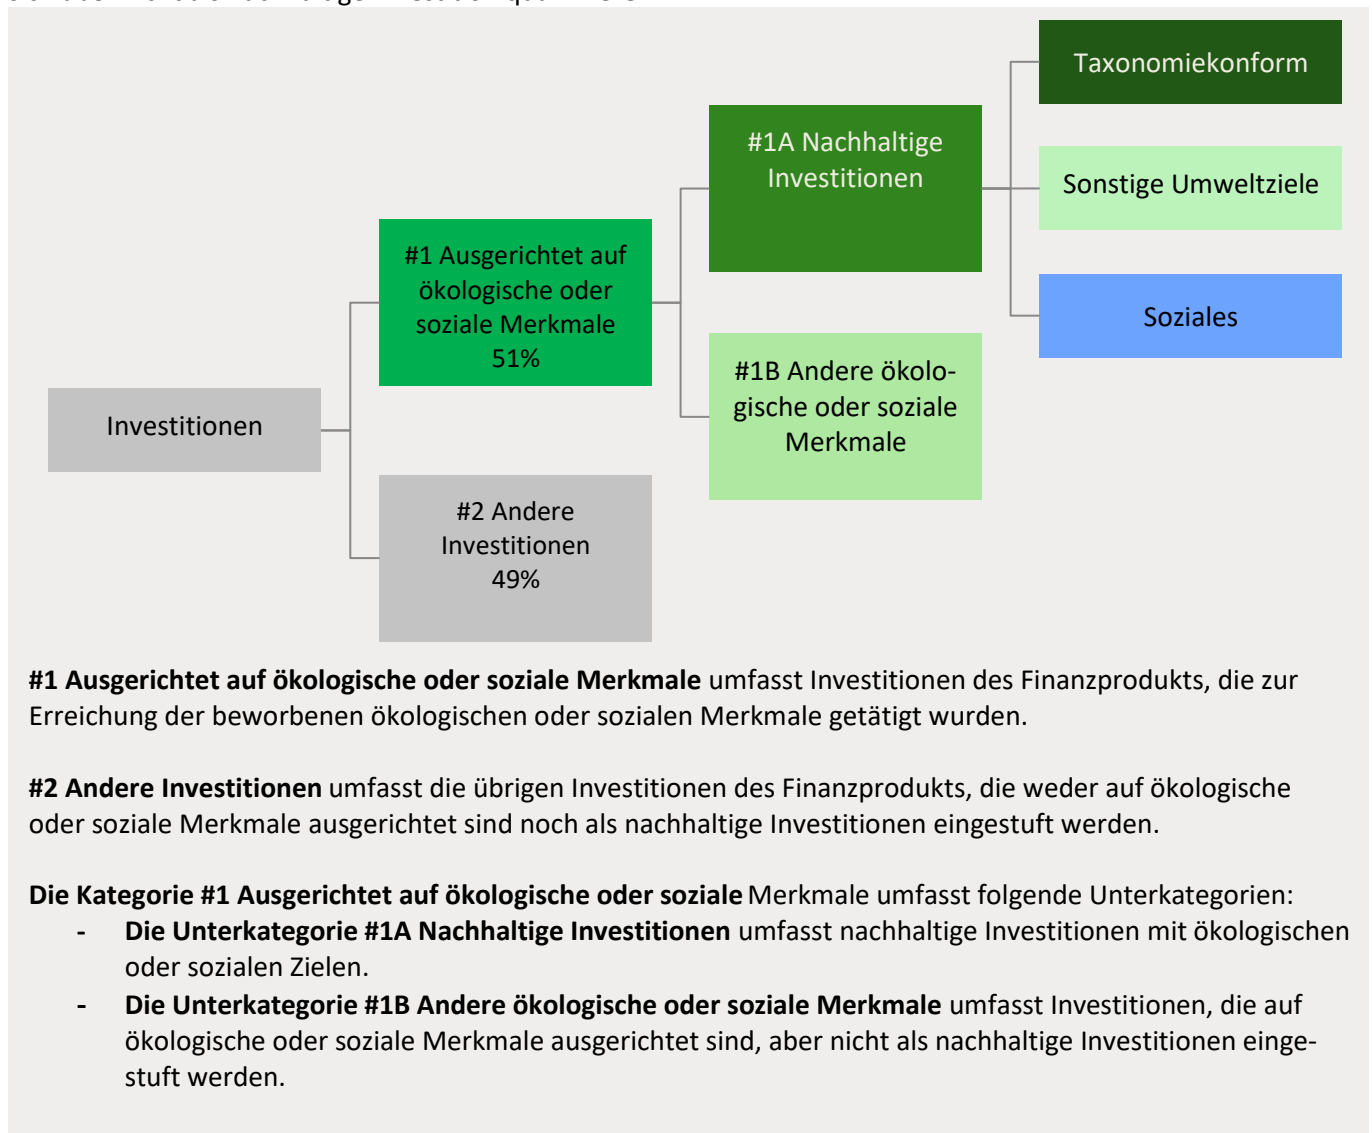 Taxonomiekonform
#1A Nachhaltige
Investitionen
Sonstige Umweltziele
#1 Ausgerichtet auf
ökologische oder
soziale Merkmale
51%
Soziales
#1B Andere ökolo-
gische oder soziale
Merkmale
Investitionen
#2 Andere
Investitionen
49%
#1 Ausgerichtet auf ökologische oder soziale Merkmale umfasst Investitionen des Finanzprodukts, die zur
Erreichung der beworbenen ökologischen oder sozialen Merkmale getätigt wurden.
#2 Andere Investitionen umfasst die übrigen Investitionen des Finanzprodukts, die weder auf ökologische
oder soziale Merkmale ausgerichtet sind noch als nachhaltige Investitionen eingestuft werden.
Die Kategorie #1 Ausgerichtet auf ökologische oder soziale Merkmale umfasst folgende Unterkategorien:
- Die Unterkategorie #1A Nachhaltige Investitionen umfasst nachhaltige Investitionen mit ökologischen
oder sozialen Zielen.
- Die Unterkategorie #1B Andere ökologische oder soziale Merkmale umfasst Investitionen, die auf
ökologische oder soziale Merkmale ausgerichtet sind, aber nicht als nachhaltige Investitionen einge-
stuft werden.